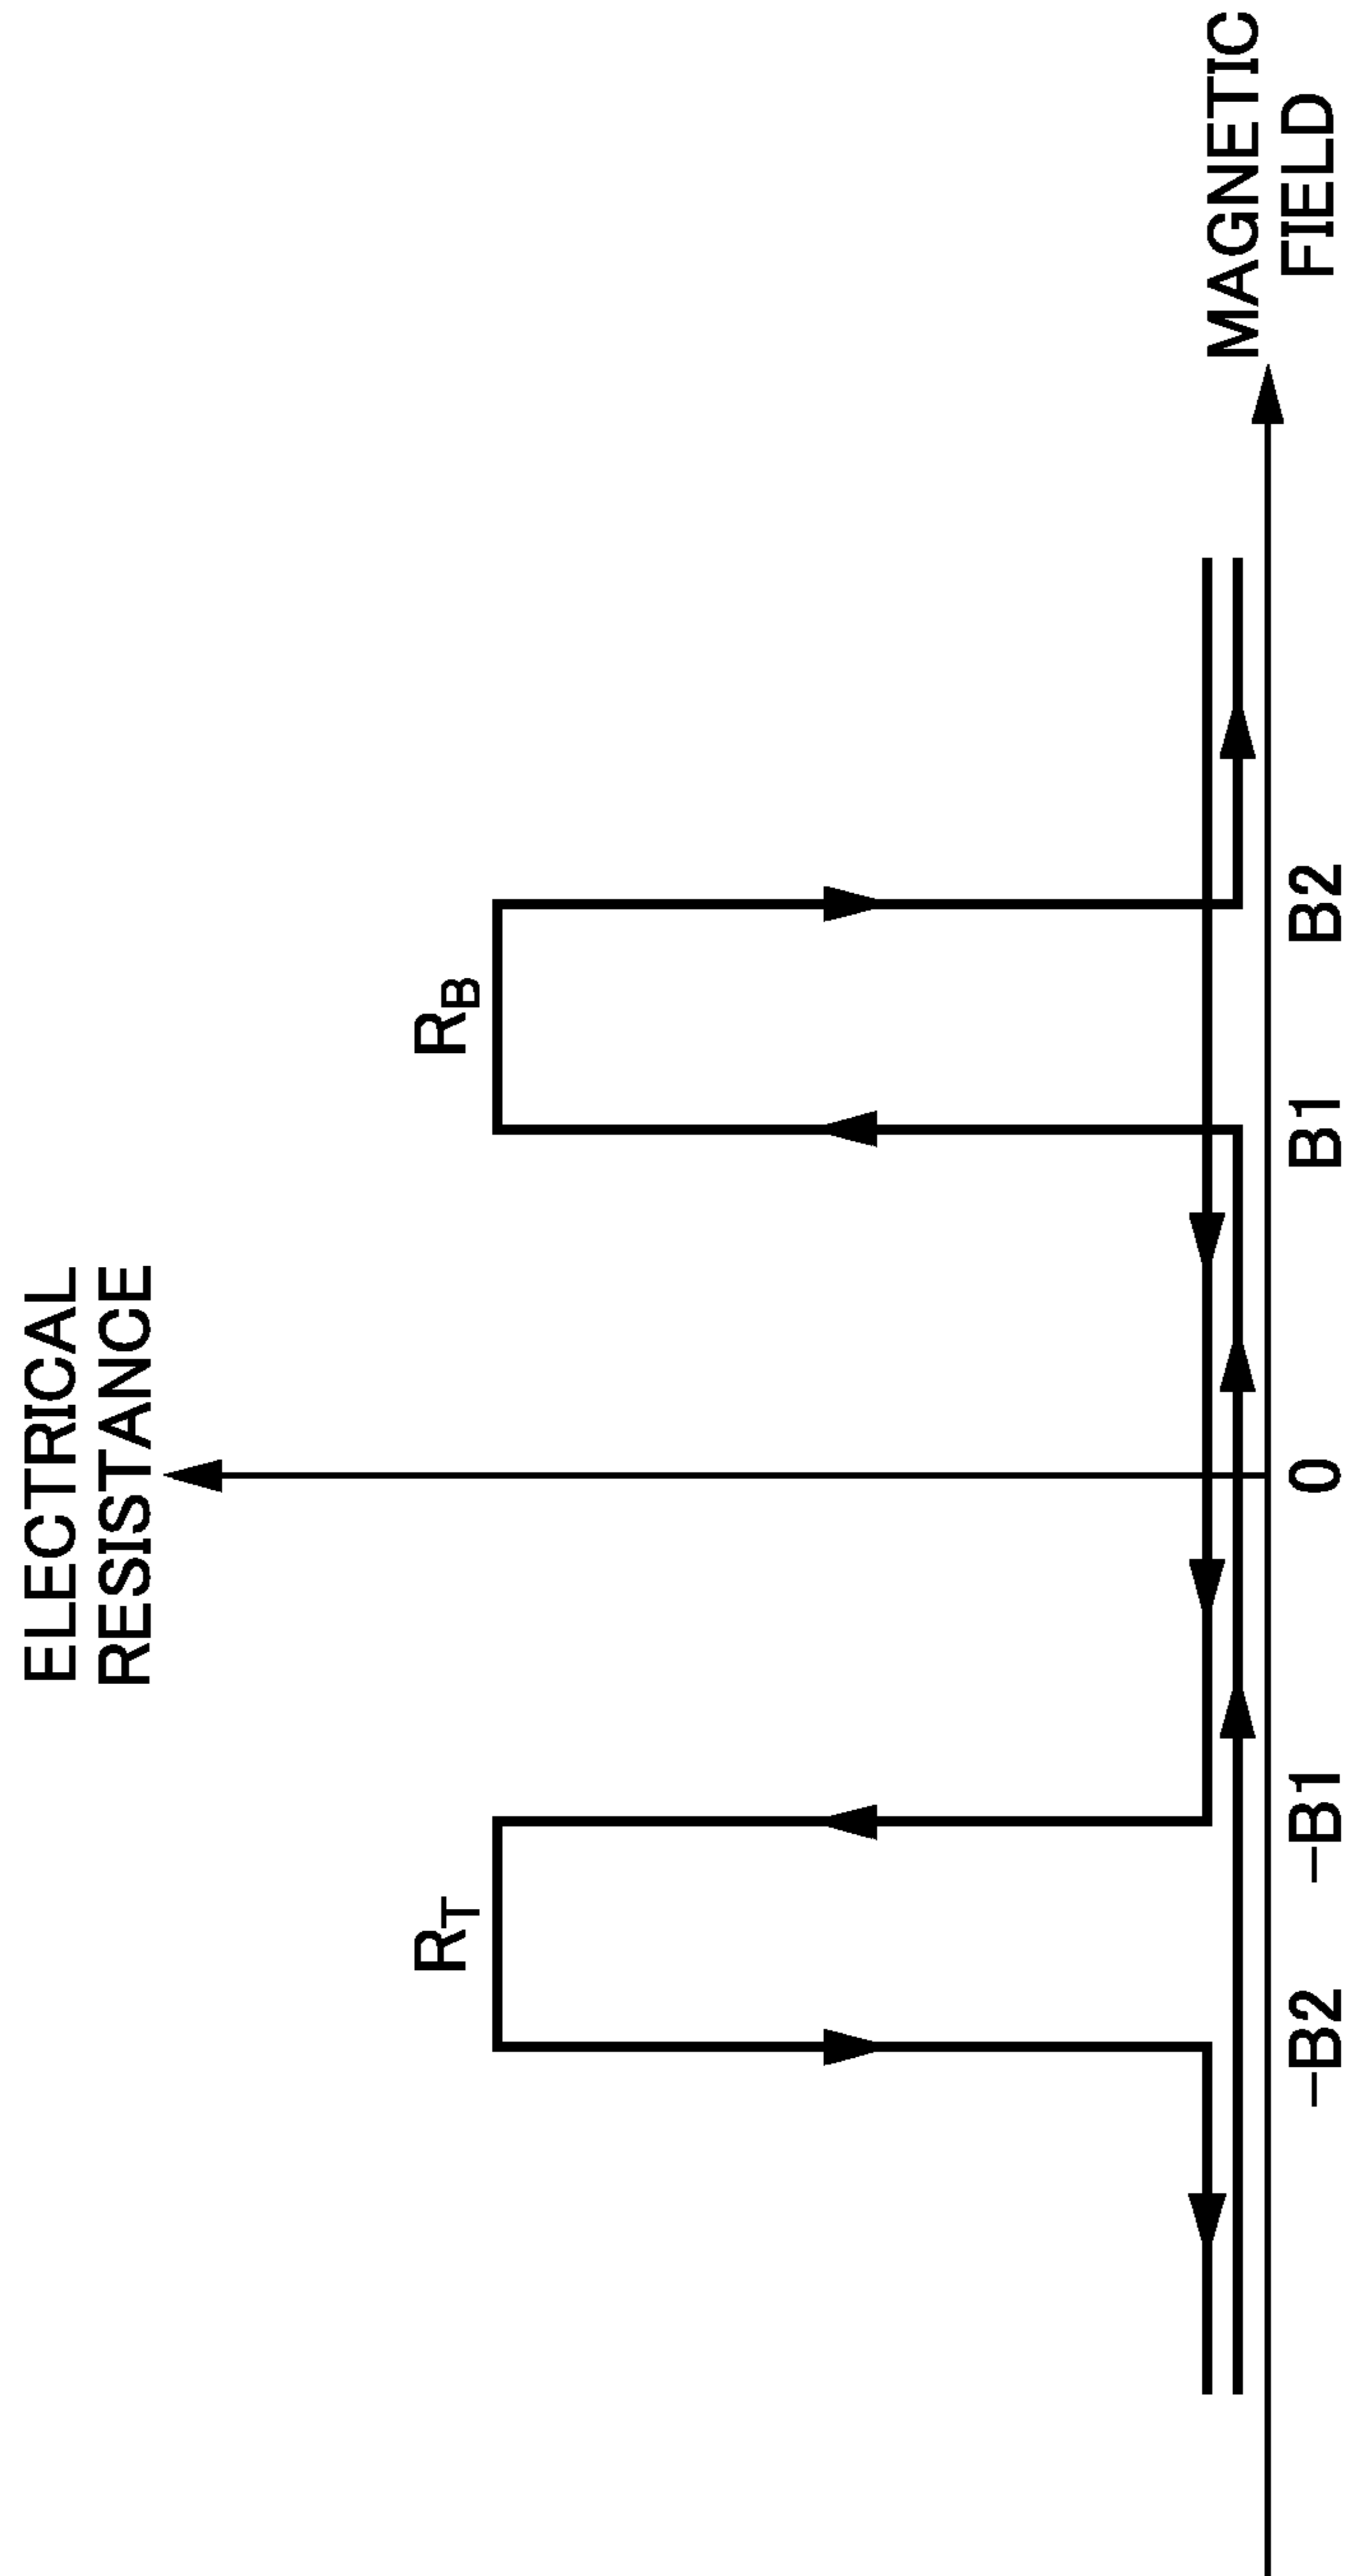 ELECTRICAL
RESISTANCE
R_T
R_B
−B2
−B1
0
B1
B2
MAGNETIC
FIELD